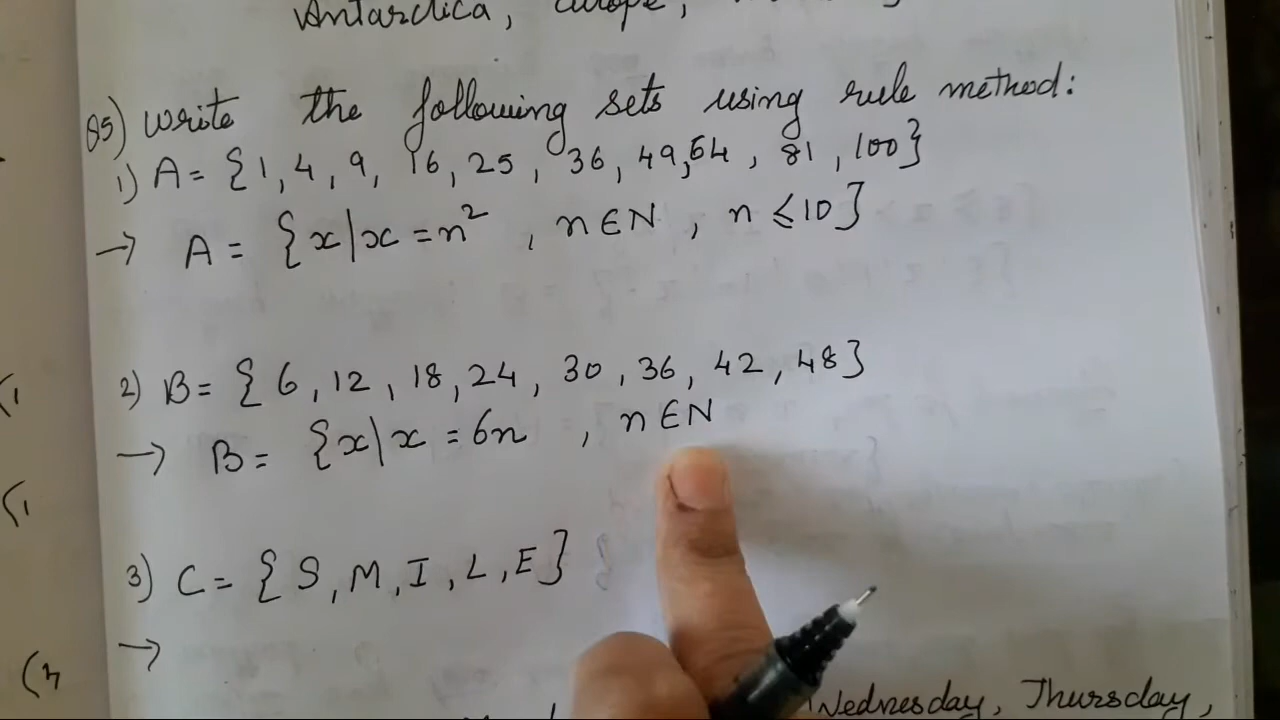 Antarctica, Europe,
Q5) Write the following sets using rule method:
1) A = {1, 4, 9, 16, 25, 36, 49, 64, 81, 100}
→ A = {x|x = n², n∈N, n ≤ 10}
2) B = {6, 12, 18, 24, 30, 36, 42, 48}
→ B = {x|x = 6n, n∈N
3) C = {S, M, I, L, E}
→
Wednesday, Thursday,